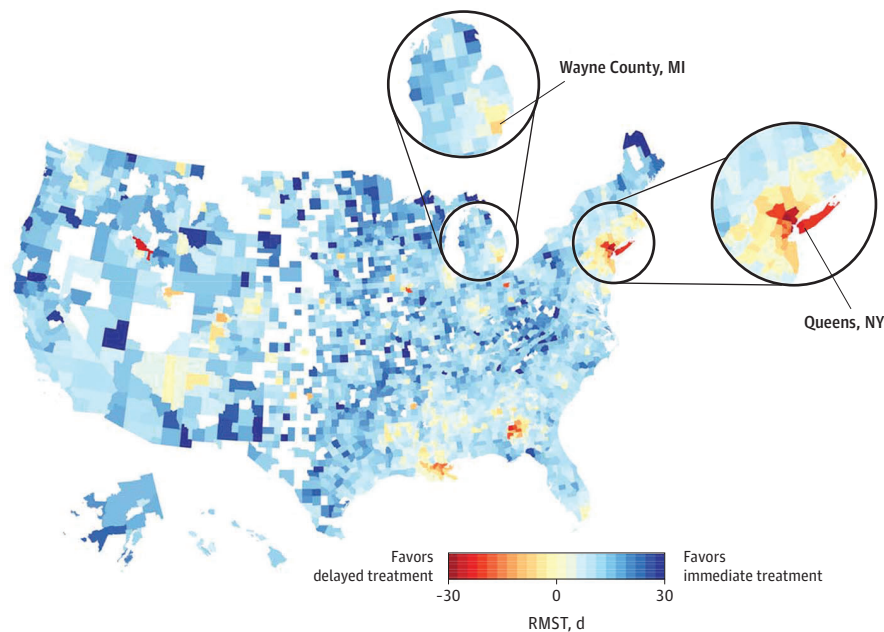 Wayne County, MI
Queens, NY
Favors
delayed treatment
Favors
immediate treatment
-30
0
30
RMST, d